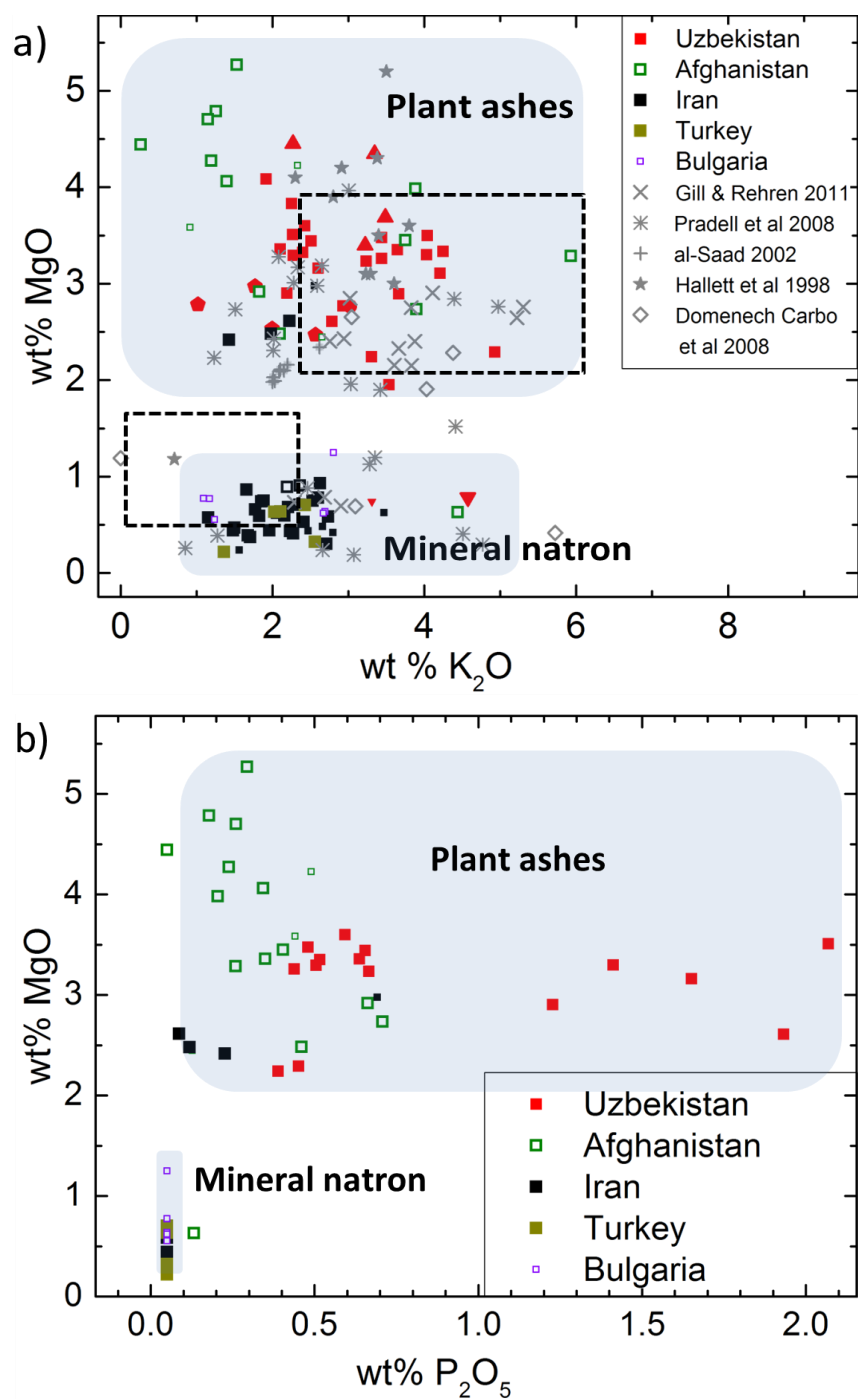 a)
5
4
3
2
1
0
wt% MgO
Plant ashes
Mineral natron
Uzbekistan
Afghanistan
Iran
Turkey
Bulgaria
Gill & Rehren 2011
Pradell et al 2008
al-Saad 2002
Hallett et al 1998
Domenech Carbo
et al 2008
0 2 4 6 8
wt % K₂O
b)
5
4
3
2
1
0
wt% MgO
Plant ashes
Mineral natron
Uzbekistan
Afghanistan
Iran
Turkey
Bulgaria
0.0 0.5 1.0 1.5 2.0
wt% P₂O₅